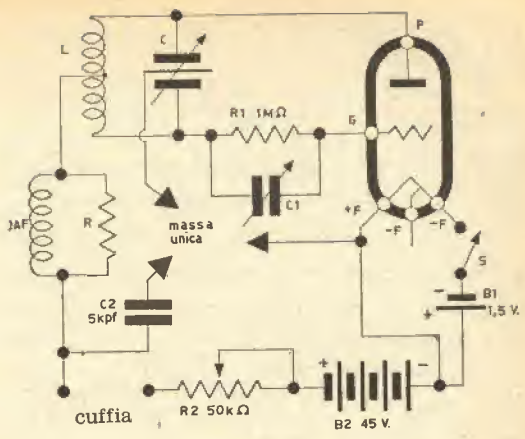 L
C
P
R1 1MΩ
G
C1
JAF
R
massa
unica
+F
-F
-F
S
C2
5kpf
B1
1,5 V.
cuffia
R2 50kΩ
+
-
B2 45 V.
-
+